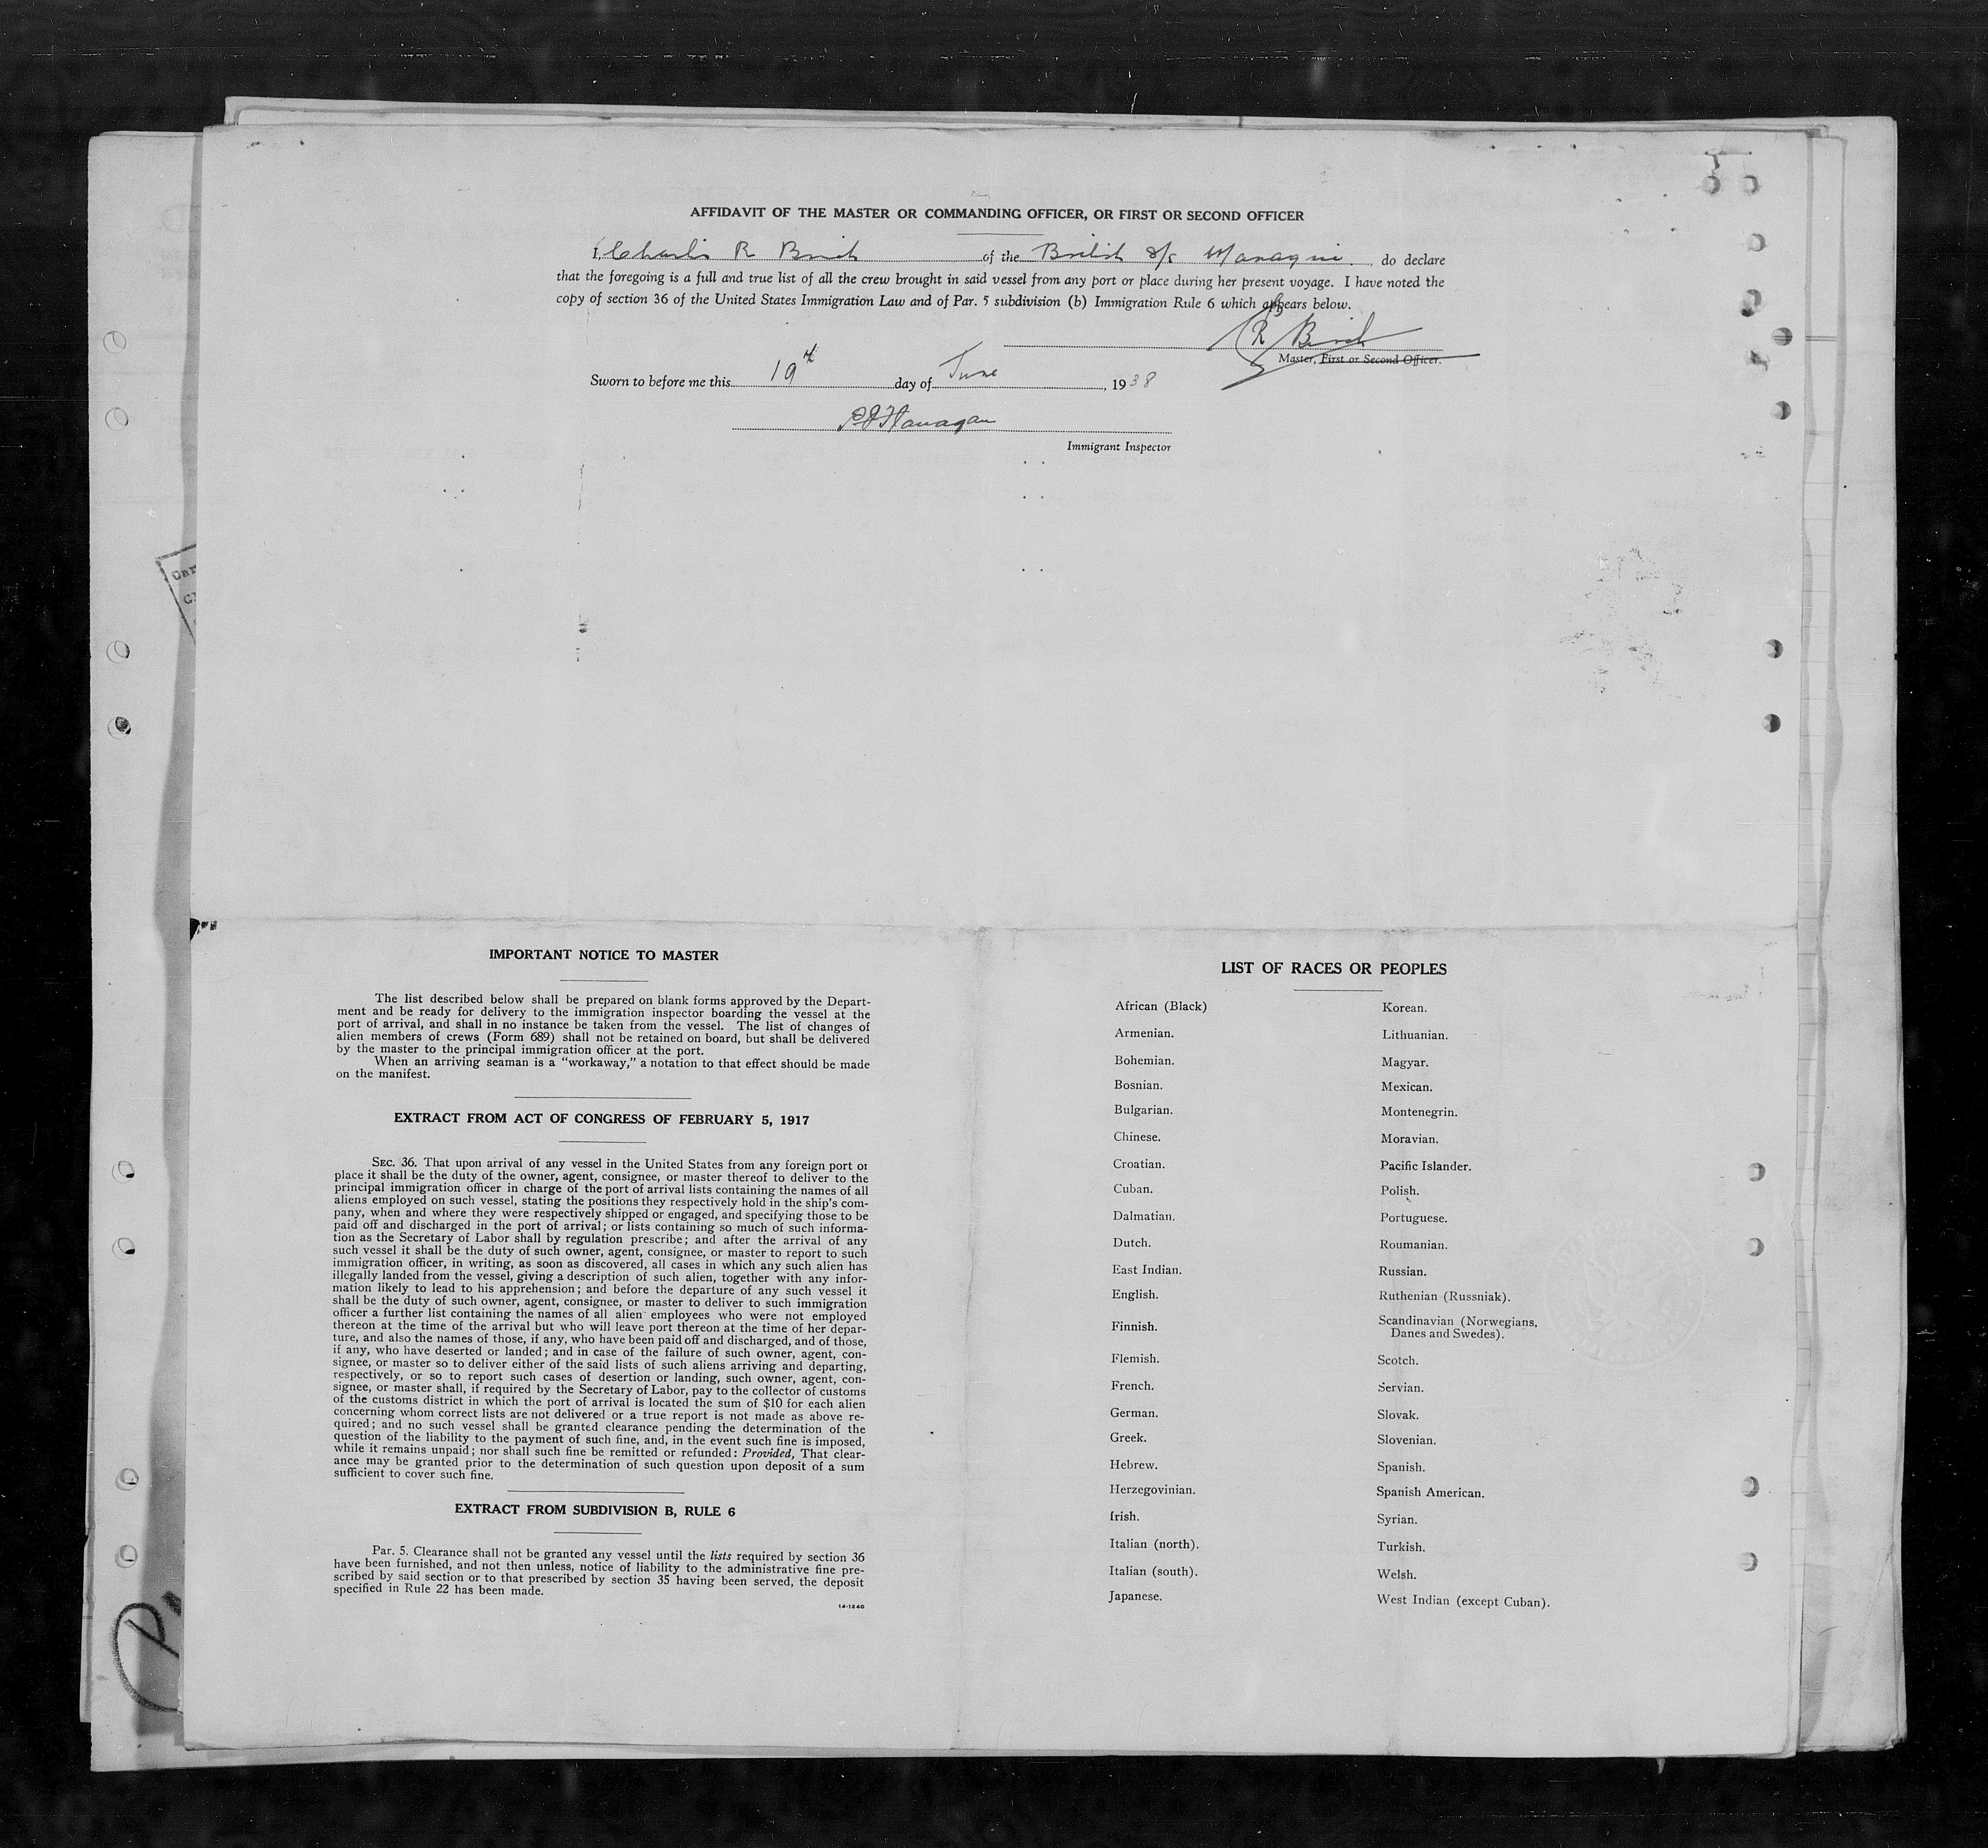 AFFIDAVIT OF THE MASTER OR COMMANDING OFFICER, OR FIRST OR SECOND OFFICER
I, Charles R of the British S/s do declare
that the foregoing is a full and true list of all the crew brought in said vessel from any port or place during her present voyage. I have noted the
copy of section 36 of the United States Immigration Law and of Par. 5 subdivision (b) Immigration Rule 6 which appears below.
R
Master, First or Second Officer.
Sworn to before me this 19th day of June, 1938
Flanagan
Immigrant Inspector
IMPORTANT NOTICE TO MASTER
The list described below shall be prepared on blank forms approved by the Depart-
ment and be ready for delivery to the immigration inspector boarding the vessel at the
port of arrival, and shall in no instance be taken from the vessel. The list of changes of
alien members of crews (Form 689) shall not be retained on board, but shall be delivered
by the master to the principal immigration officer at the port.
When an arriving seaman is a “workaway,” a notation to that effect should be made
on the manifest.
EXTRACT FROM ACT OF CONGRESS OF FEBRUARY 5, 1917
SEC. 36. That upon arrival of any vessel in the United States from any foreign port or
place it shall be the duty of the owner, agent, consignee, or master thereof to deliver to the
principal immigration officer in charge of the port of arrival lists containing the names of all
aliens employed on such vessel, stating the positions they respectively hold in the ship's com-
pany, when and where they were respectively shipped or engaged, and specifying those to be
paid off and discharged in the port of arrival; or lists containing so much of such informa-
tion as the Secretary of Labor shall by regulation prescribe; and after the arrival of any
such vessel it shall be the duty of such owner, agent, consignee, or master to report to such
immigration officer, in writing, as soon as discovered, all cases in which any such alien has
illegally landed from the vessel, giving a description of such alien, together with any infor-
mation likely to lead to his apprehension; and before the departure of any such vessel it
shall be the duty of such owner, agent, consignee, or master to deliver to such immigration
officer a further list containing the names of all alien employees who were not employed
thereon at the time of the arrival but who will leave port thereon at the time of her depar-
ture, and also the names of those, if any, who have been paid off and discharged, and of those,
if any, who have deserted or landed; and in case of the failure of such owner, agent, con-
signee, or master so to deliver either of the said lists of such aliens arriving and departing,
respectively, or so to report such cases of desertion or landing, such owner, agent, con-
signee, or master shall, if required by the Secretary of Labor, pay to the collector of customs
of the customs district in which the port of arrival is located the sum of $10 for each alien
concerning whom correct lists are not delivered or a true report is not made as above re-
quired; and no such vessel shall be granted clearance pending the determination of the
question of the liability to the payment of such fine, and, in the event such fine is imposed,
while it remains unpaid; nor shall such fine be remitted or refunded: Provided, That clear-
ance may be granted prior to the determination of such question upon deposit of a sum
sufficient to cover such fine.
EXTRACT FROM SUBDIVISION B, RULE 6
Par. 5. Clearance shall not be granted any vessel until the lists required by section 36
have been furnished, and not then unless, notice of liability to the administrative fine pre-
scribed by said section or to that prescribed by section 35 having been served, the deposit
specified in Rule 22 has been made.
14-1240
LIST OF RACES OR PEOPLES
African (Black)
Armenian.
Bohemian.
Bosnian.
Bulgarian.
Chinese.
Croatian.
Cuban.
Dalmatian.
Dutch.
East Indian.
English.
Finnish.
Flemish.
French.
German.
Greek.
Hebrew.
Herzegovinian.
Irish.
Italian (north).
Italian (south).
Japanese.
Korean.
Lithuanian.
Magyar.
Mexican.
Montenegrin.
Moravian.
Pacific Islander.
Polish.
Portuguese.
Roumanian.
Russian.
Ruthenian (Russniak).
Scandinavian (Norwegians,
Danes and Swedes).
Scotch.
Servian.
Slovak.
Slovenian.
Spanish.
Spanish American.
Syrian.
Turkish.
Welsh.
West Indian (except Cuban).